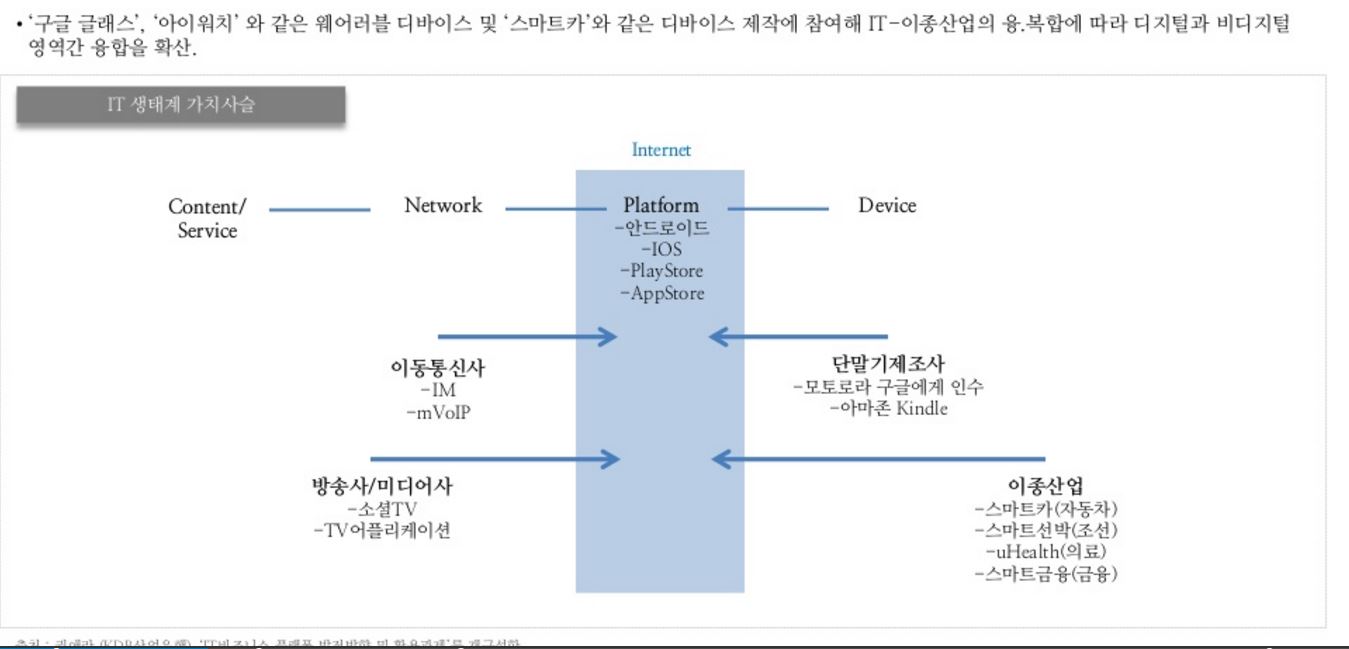 • ‘구글 글래스’, ‘아이워치’ 와 같은 웨어러블 디바이스 및 ‘스마트카’와 같은 디바이스 제작에 참여해 IT-이종산업의 융.복합에 따라 디지털과 비디지털
영역간 융합을 확산.
IT 생태계 가치사슬
Internet
Content/
Service
Network
Platform
Device
-안드로이드
-IOS
-PlayStore
-AppStore
이동통신사
-IM
-mVoIP
단말기제조사
-모토로라 구글에게 인수
-아마존 Kindle
방송사/미디어사
-소셜TV
-TV어플리케이션
이종산업
-스마트카(자동차)
-스마트선박(조선)
-uHealth(의료)
-스마트금융(금융)